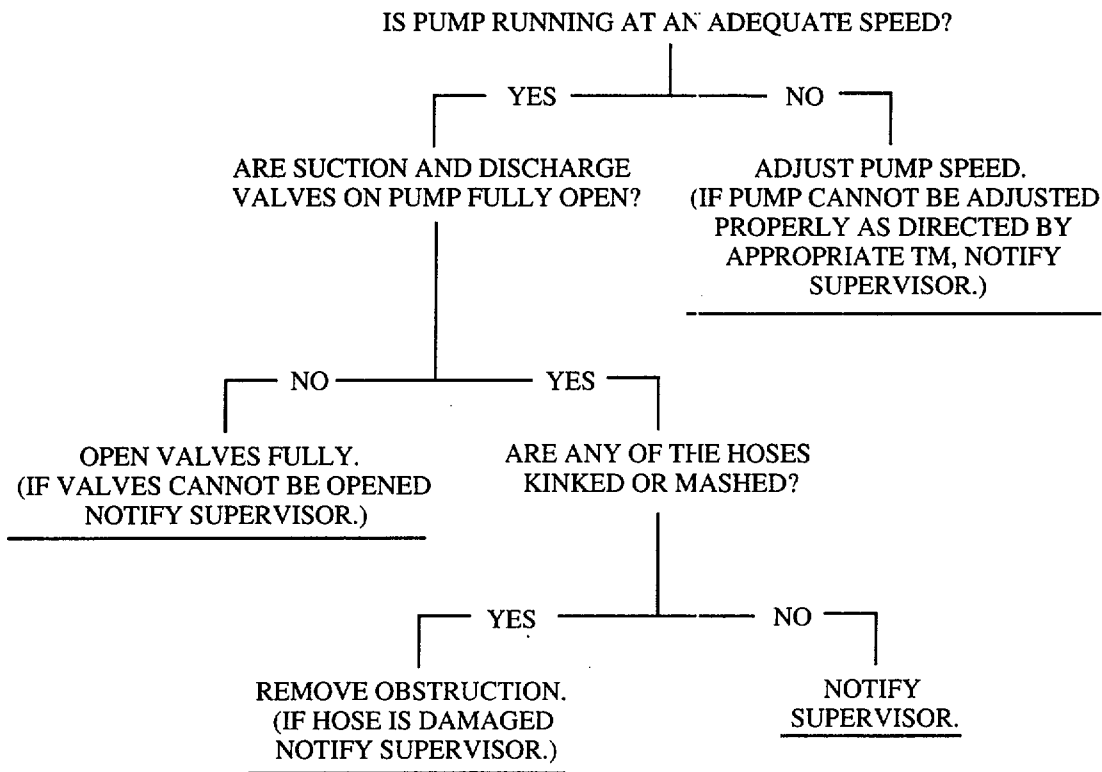 IS PUMP RUNNING AT AN ADEQUATE SPEED?
YES
NO
ARE SUCTION AND DISCHARGE
VALVES ON PUMP FULLY OPEN?
ADJUST PUMP SPEED.
(IF PUMP CANNOT BE ADJUSTED
PROPERLY AS DIRECTED BY
APPROPRIATE TM, NOTIFY
SUPERVISOR.)
NO
YES
OPEN VALVES FULLY.
(IF VALVES CANNOT BE OPENED
NOTIFY SUPERVISOR.)
ARE ANY OF THE HOSES
KINKED OR MASHED?
YES
NO
REMOVE OBSTRUCTION.
(IF HOSE IS DAMAGED
NOTIFY SUPERVISOR.)
NOTIFY
SUPERVISOR.